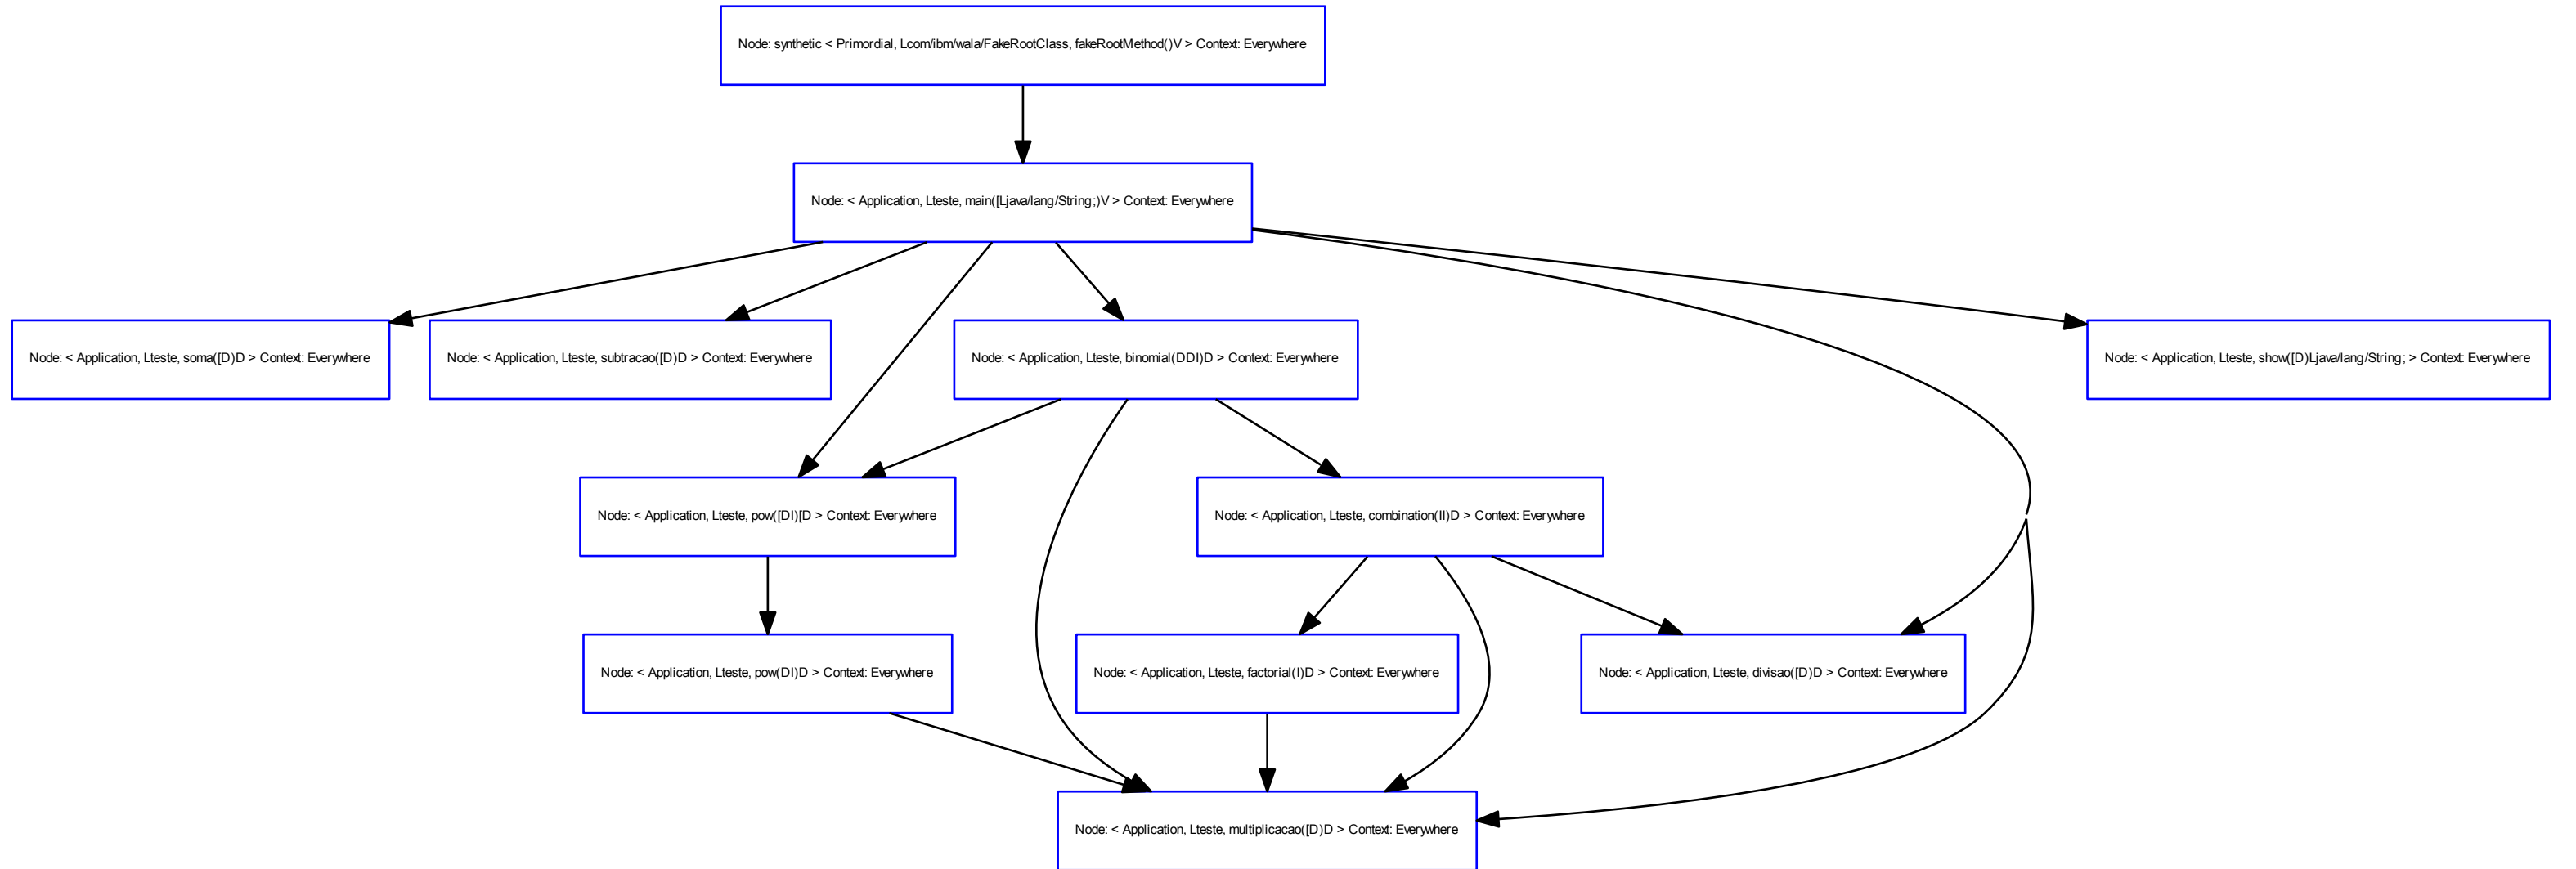 Node: synthetic < Primordial, Lcom/ibm/wala/FakeRootClass, fakeRootMethod()V > Context: Everywhere
Node: < Application, Lteste, main([Ljava/lang/String;)V > Context: Everywhere
Node: < Application, Lteste, soma([D)D > Context: Everywhere
Node: < Application, Lteste, subtracao([D)D > Context: Everywhere
Node: < Application, Lteste, binomial(DDI)D > Context: Everywhere
Node: < Application, Lteste, show([D)Ljava/lang/String; > Context: Everywhere
Node: < Application, Lteste, pow([DI)[D > Context: Everywhere
Node: < Application, Lteste, combination(II)D > Context: Everywhere
Node: < Application, Lteste, pow(DI)D > Context: Everywhere
Node: < Application, Lteste, factorial(I)D > Context: Everywhere
Node: < Application, Lteste, divisao([D)D > Context: Everywhere
Node: < Application, Lteste, multiplicacao([D)D > Context: Everywhere